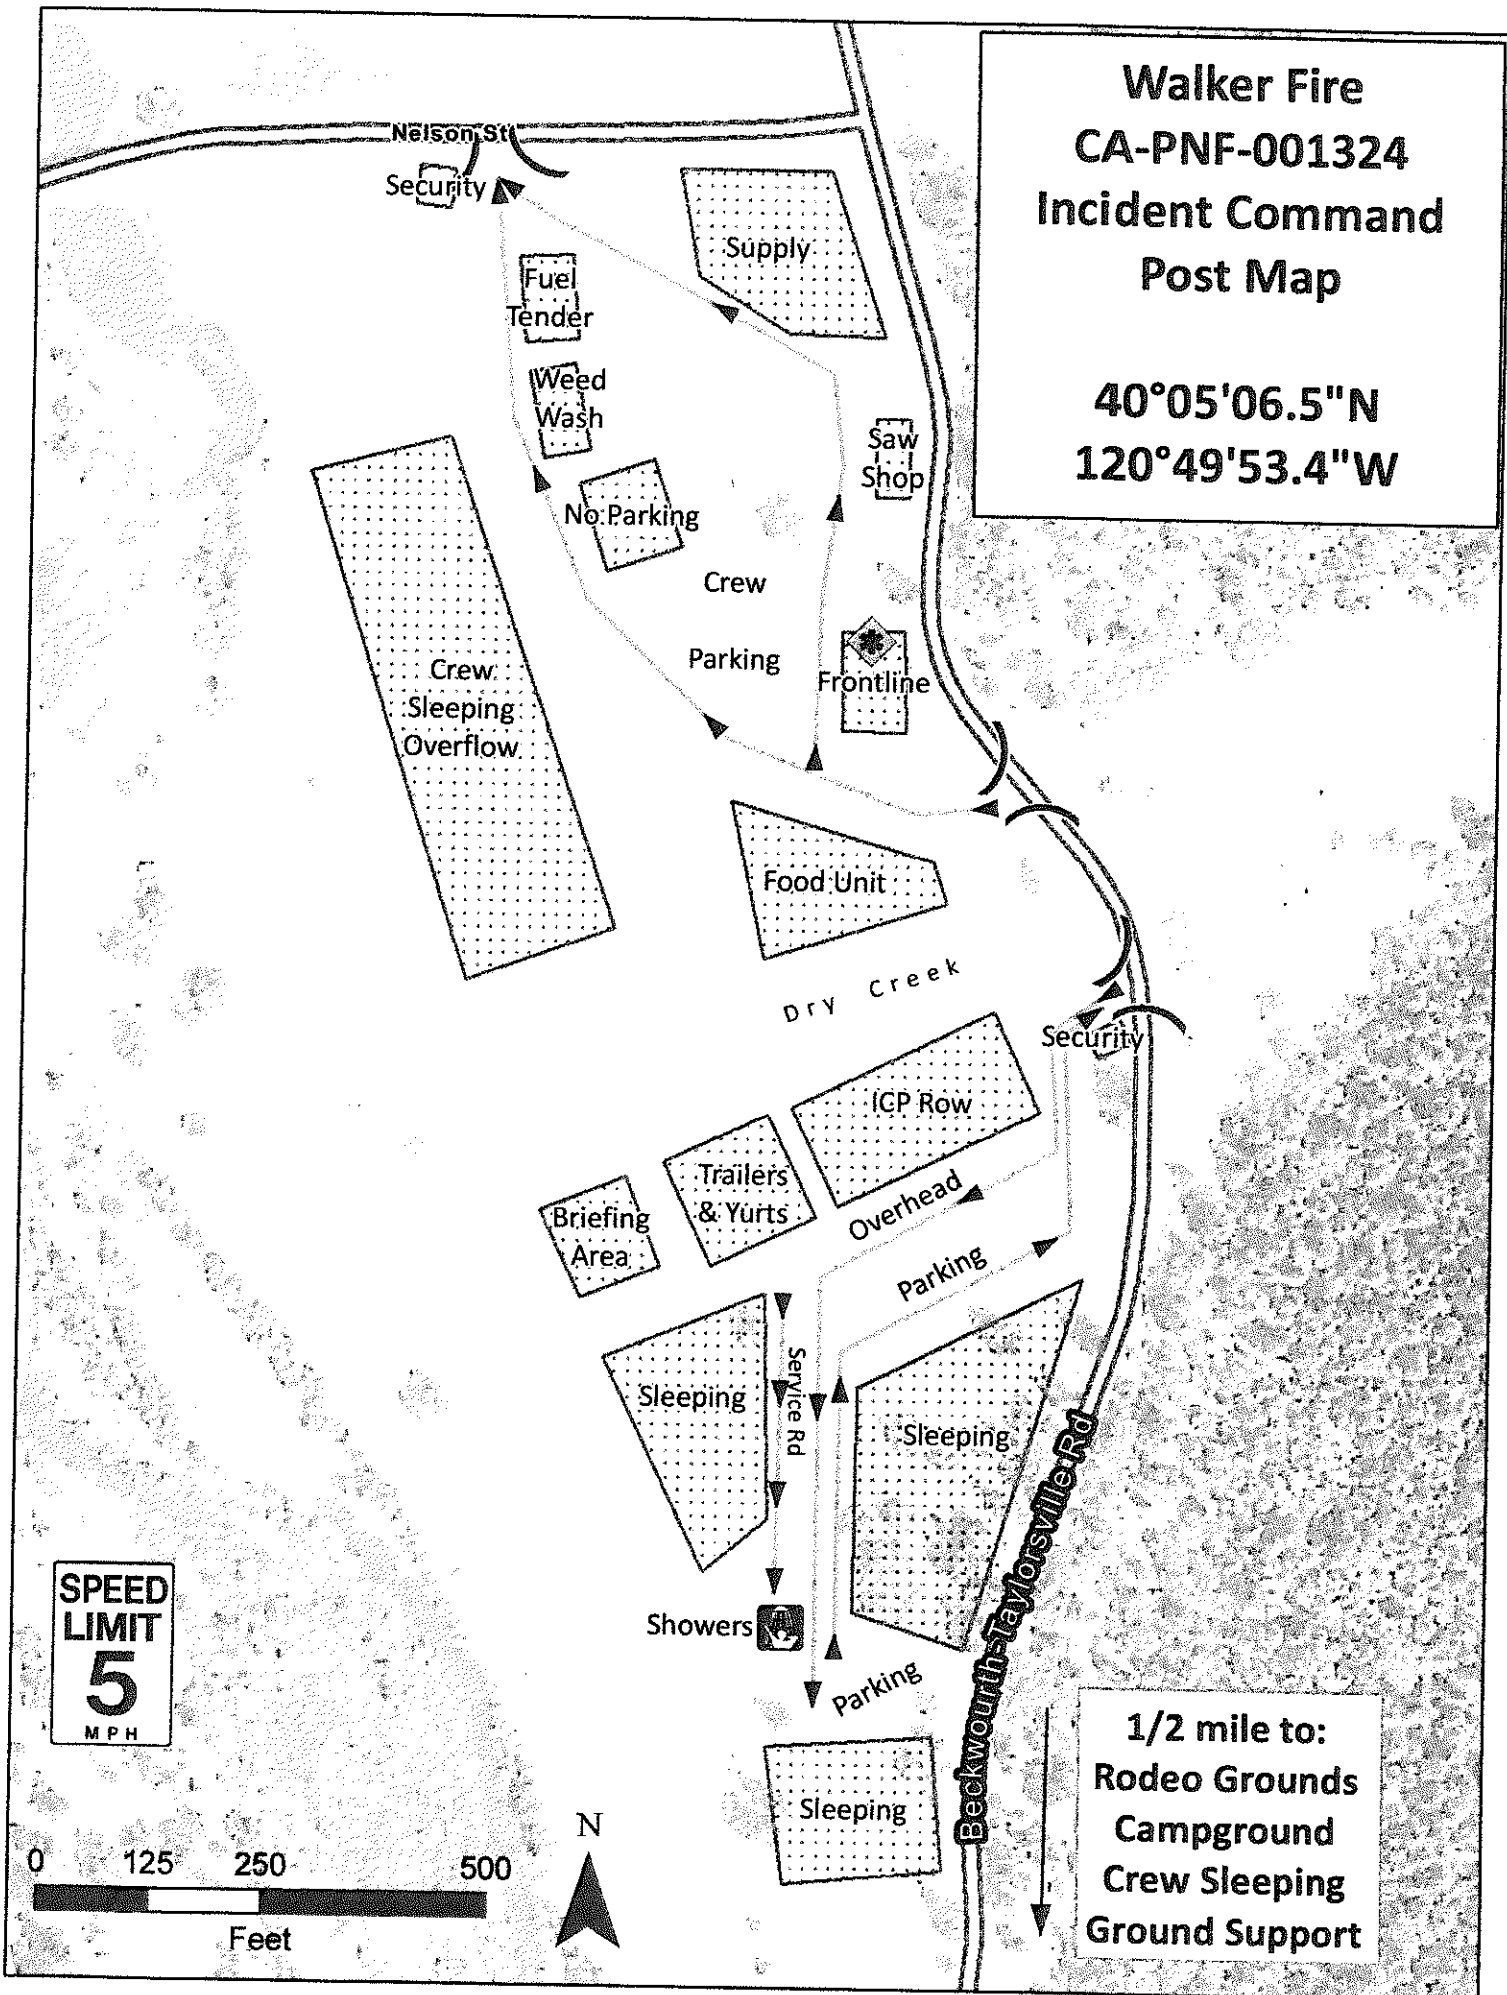 Walker Fire
CA-PNF-001324
Incident Command
Post Map
40°05'06.5"N
120°49'53.4"W
Nelson St
Security
Supply
Fuel
Tender
Weed
Wash
Saw
Shop
No Parking
Crew
Parking
Frontline
Crew
Sleeping
Overflow
Food Unit
Dry Creek
Security
ICP Row
Trailers
& Yurts
Overhead
Briefing
Area
Parking
Service Rd
Sleeping
Sleeping
Beckwourth-Taylorsville Rd
SPEED
LIMIT
5
MPH
Showers
Parking
1/2 mile to:
Rodeo Grounds
Campground
Crew Sleeping
Ground Support
Sleeping
N
0 125 250 500
Feet